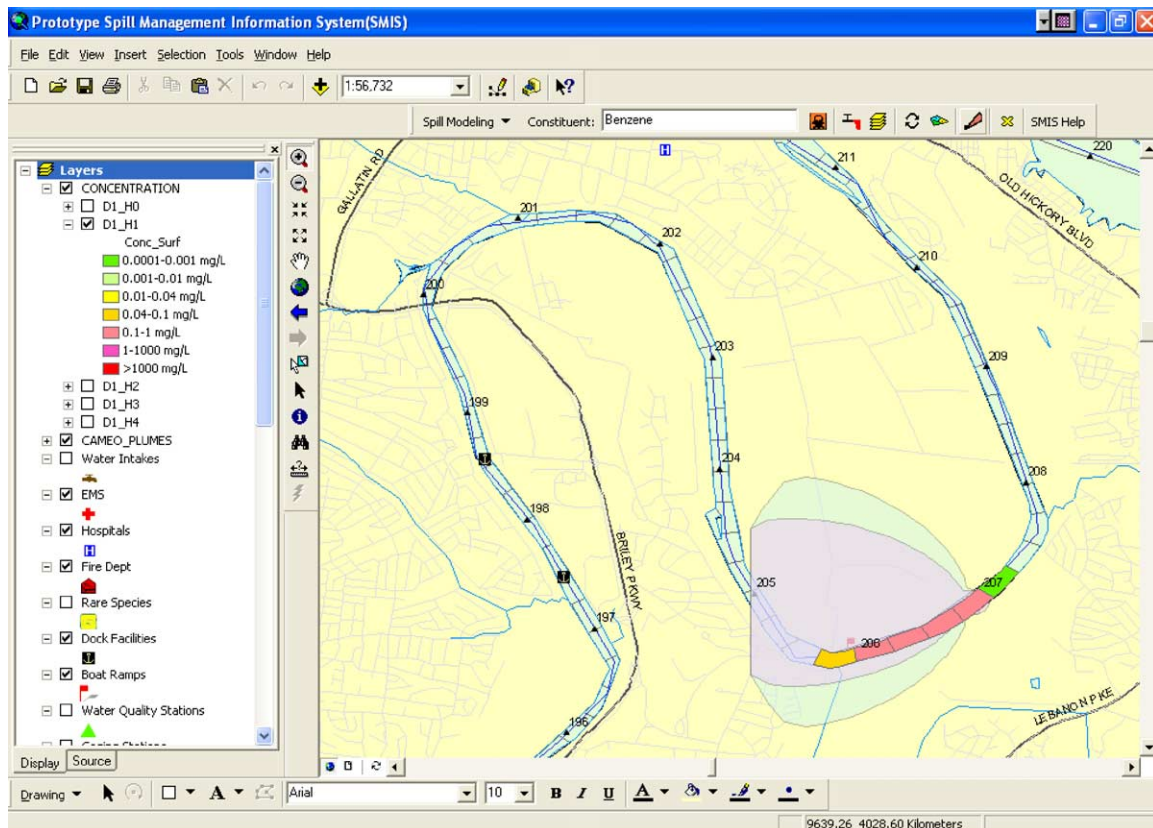 Prototype Spill Management Information System(SMIS)
File Edit View Insert Selection Tools Window Help
1:56,732
Spill Modeling Constituent: Benzene SMIS Help
Layers
CONCENTRATION
D1_H0
D1_H1
Conc_Surf
0.0001-0.001 mg/L
0.001-0.01 mg/L
0.01-0.04 mg/L
0.04-0.1 mg/L
0.1-1 mg/L
1-1000 mg/L
>1000 mg/L
D1_H2
D1_H3
D1_H4
CAMEO_PLUMES
Water Intakes
EMS
Hospitals
H
Fire Dept
Rare Species
Dock Facilities
Boat Ramps
Water Quality Stations
Display Source
H
GALLATIN RD
OLD HICKORY BLVD
BRILEY PKWY
LEBANON PKE
220
211
210
209
208
207
206
205
204
203
202
201
200
199
198
197
196
Drawing A Arial 10 B I U A
9639.26 4028.60 Kilometers